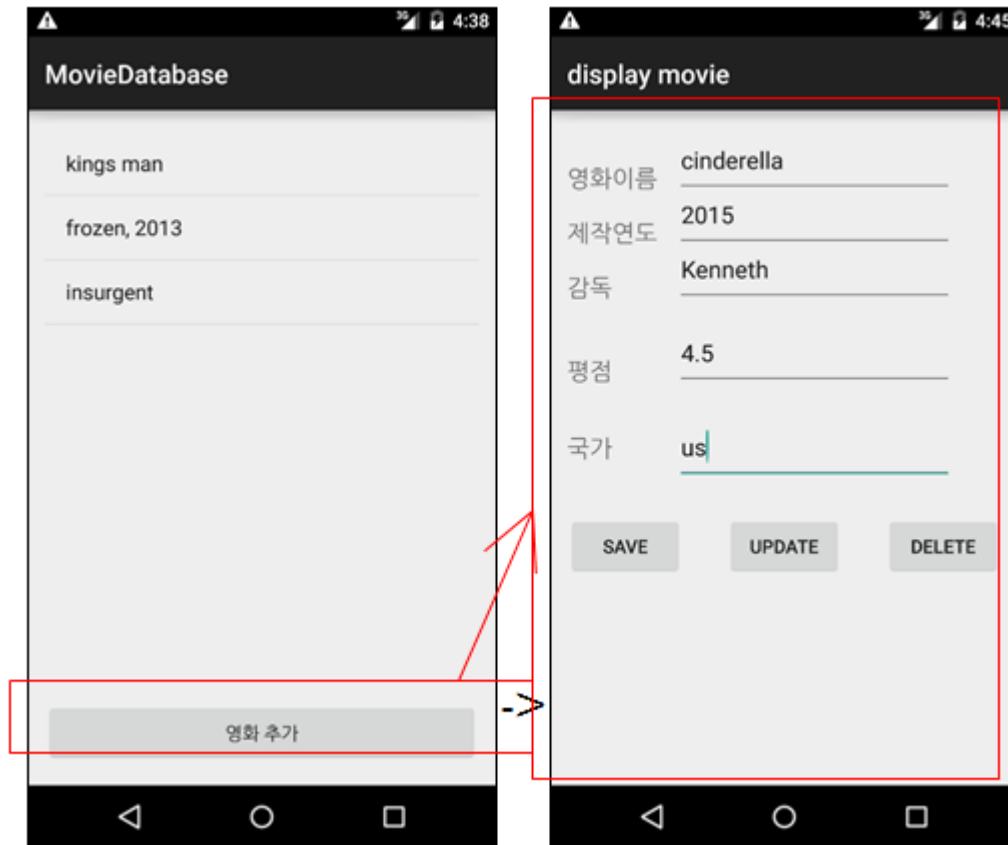 3G 4:38
MovieDatabase
kings man
frozen, 2013
insurgent
영화 추가
->
3G 4:45
display movie
영화이름 cinderella
제작연도 2015
감독 Kenneth
평점 4.5
국가 us
SAVE UPDATE DELETE